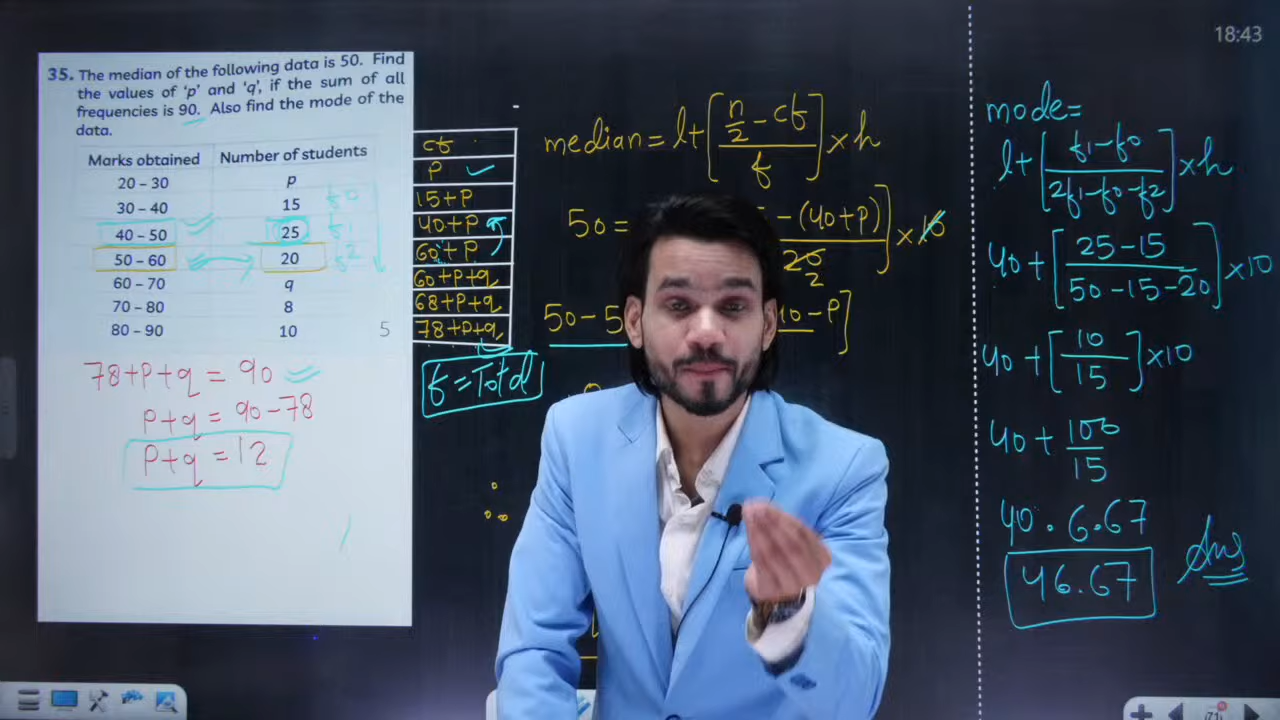 18:43
35. The median of the following data is 50. Find
the values of 'p' and 'q', if the sum of all
frequencies is 90. Also find the mode of the
data.
Marks obtained Number of students
20 – 30 p
30 – 40 15 f0
40 – 50 25 f1
50 – 60 20 f2
60 – 70 q
70 – 80 8
80 – 90 10 5
78+p+q = 90
p+q = 90-78
p+q = 12
cf
p
15+p
40+p
60+p
60+p+q
68+p+q
78+p+q
f = Total
median = l+[n/2 - cf / f] × h
50 = - (40+p) / 20 2 × 10
50-5 10 - p]
mode=
l+[f1-f0 / 2f1-f0-f2] × h
40+[25-15 / 50-15-20] × 10
40+[10 / 15] × 10
40+ 100 / 15
40 . 6.67
46.67 Ans